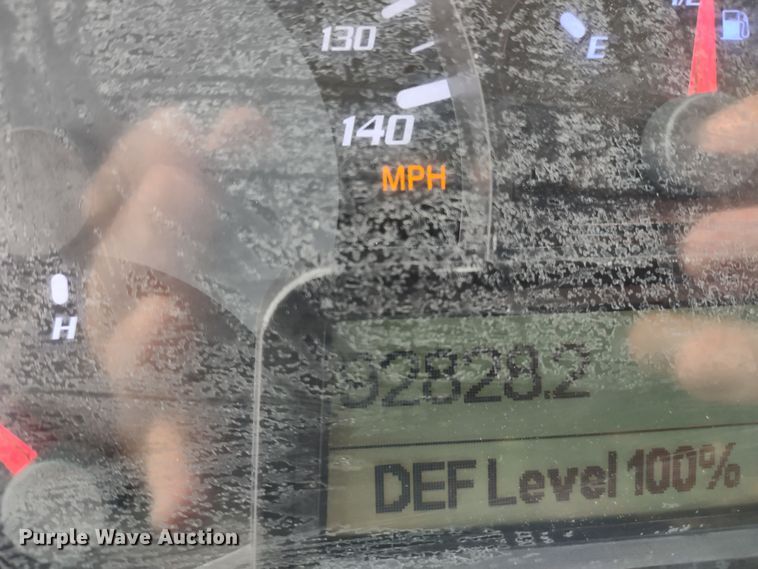 130
E
140
MPH
H
DEF Level 100%
Purple Wave Auction